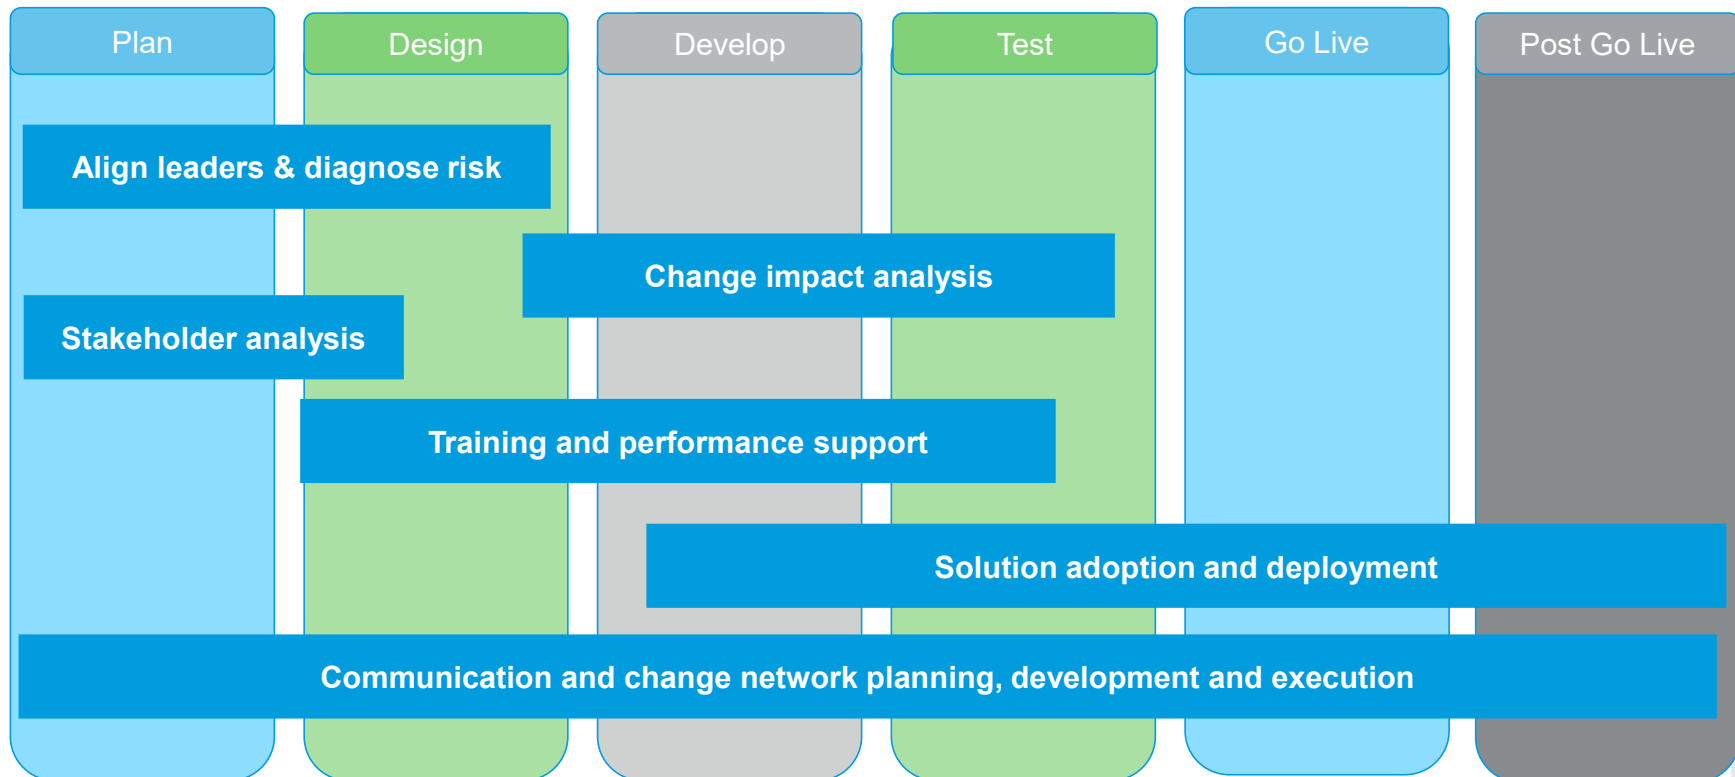 Plan
Design
Develop
Test
Go Live
Post Go Live
Align leaders & diagnose risk
Change impact analysis
Stakeholder analysis
Training and performance support
Solution adoption and deployment
Communication and change network planning, development and execution